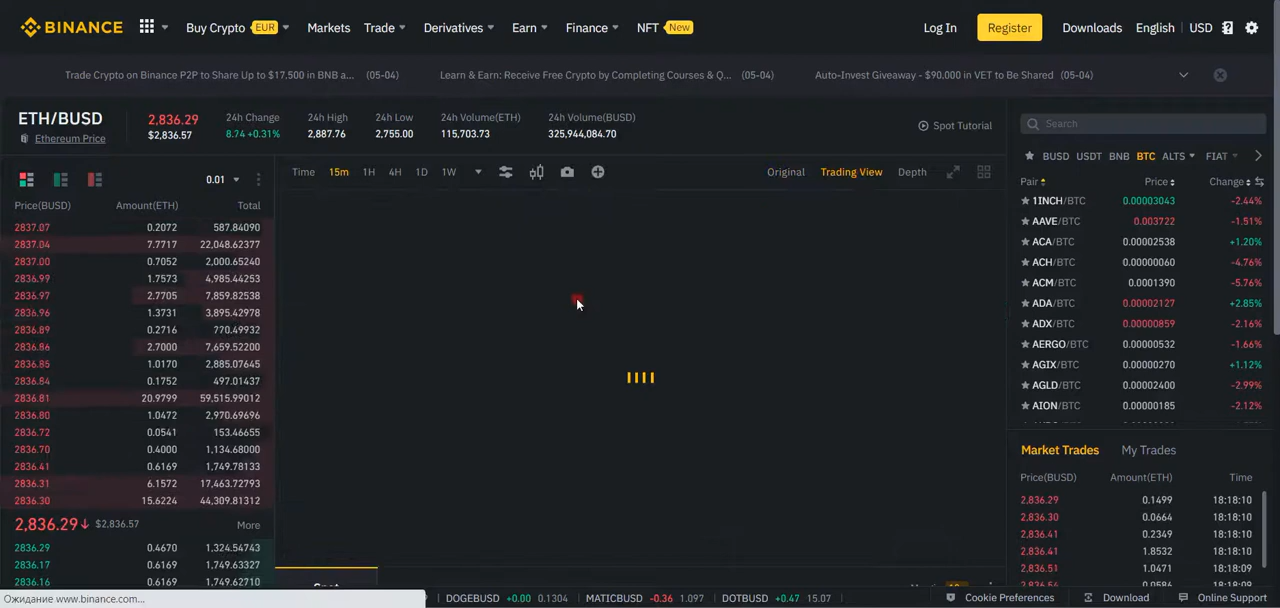 BINANCE Buy Crypto EUR Markets Trade Derivatives Earn Finance NFT New Log In Register Downloads English | USD
Trade Crypto on Binance P2P to Share Up to $17,500 in BNB a... (05-04) Learn & Earn: Receive Free Crypto by Completing Courses & Q... (05-04) Auto-Invest Giveaway - $90,000 in VET to Be Shared (05-04)
ETH/BUSD 2,836.29 24h Change 24h High 24h Low 24h Volume(ETH) 24h Volume(BUSD)
Ethereum Price $2,836.57 8.74 +0.31% 2,887.76 2,755.00 115,703.73 325,944,084.70
Spot Tutorial
Search
BUSD USDT BNB BTC ALTS FIAT
Time 15m 1H 4H 1D 1W Original Trading View Depth
0.01
Price(BUSD) Amount(ETH) Total
2837.07 0.2072 587.84090
2837.04 7.7717 22,048.62377
2837.00 0.7052 2,000.65240
2836.99 1.7573 4,985.44253
2836.97 2.7705 7,859.82538
2836.96 1.3731 3,895.42978
2836.89 0.2716 770.49932
2836.86 2.7000 7,659.52200
2836.85 1.0170 2,885.07645
2836.84 0.1752 497.01437
2836.81 20.9799 59,515.99012
2836.80 1.0472 2,970.69696
2836.72 0.0541 153.46655
2836.70 0.4000 1,134.68000
2836.41 0.6169 1,749.78133
2836.31 6.1572 17,463.72793
2836.30 15.6224 44,309.81312
2,836.29 $2,836.57 More
2836.29 0.4670 1,324.54743
2836.17 0.6169 1,749.63327
2836.16 0.6169 1,749.62710
Pair Price Change
1INCH/BTC 0.00003043 -2.44%
AAVE/BTC 0.003722 -1.51%
ACA/BTC 0.00002538 +1.20%
ACH/BTC 0.00000060 -4.76%
ACM/BTC 0.0001390 -5.76%
ADA/BTC 0.00002127 +2.85%
ADX/BTC 0.00000859 -2.16%
AERGO/BTC 0.00000532 -1.66%
AGIX/BTC 0.00000270 +1.12%
AGLD/BTC 0.00002400 -2.99%
AION/BTC 0.00000185 -2.12%
Market Trades My Trades
Price(BUSD) Amount(ETH) Time
2,836.29 0.1499 18:18:10
2,836.30 0.0664 18:18:10
2,836.41 0.2349 18:18:10
2,836.41 1.8532 18:18:10
2,836.51 1.0471 18:18:09
Ожидание www.binance.com...
DOGEBUSD +0.00 0.1304 MATICBUSD -0.36 1.097 DOTBUSD +0.47 15.07 Cookie Preferences Download Online Support